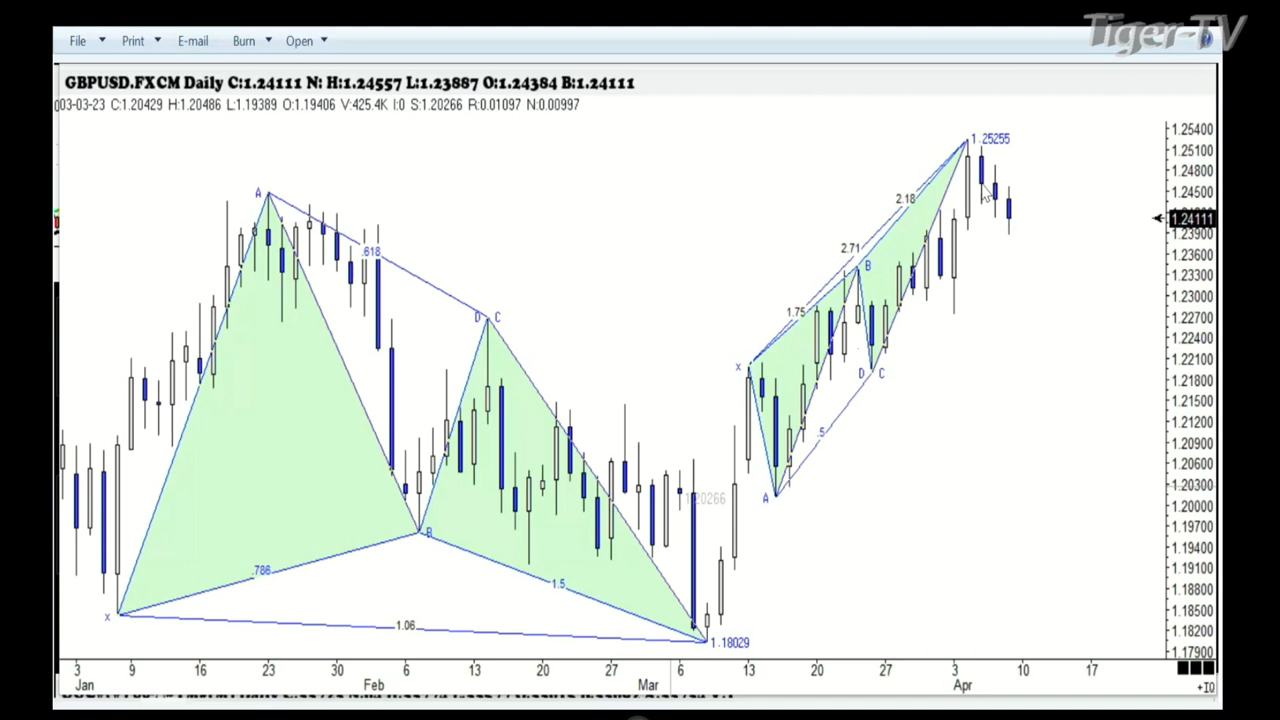 Tiger-TV
File Print E-mail Burn Open
GBPUSD.FXCM Daily C:1.24111 N: H:1.24557 L:1.23887 O:1.24384 B:1.24111
03-03-23 C:1.20429 H:1.20486 L:1.19389 O:1.19406 V:425.4K I:0 S:1.20266 R:0.01097 N:0.00997
1.25400
1.25255
1.25100
1.24800
1.24500
1.24111
1.23900
1.23600
1.23300
1.23000
1.22700
1.22400
1.22100
1.21800
1.21500
1.21200
1.20900
1.20600
1.20300
1.20000
1.19700
1.19400
1.19100
1.18800
1.18500
1.18200
1.17900
A
.618
D C
B
.786
1.5
X
1.06
1.18029
1.20266
2.18
2.71
B
1.75
X
D C
.5
A
3 9 16 23 30 6 13 20 27 6 13 20 27 3 10 17
Jan Feb Mar Apr
+IQ